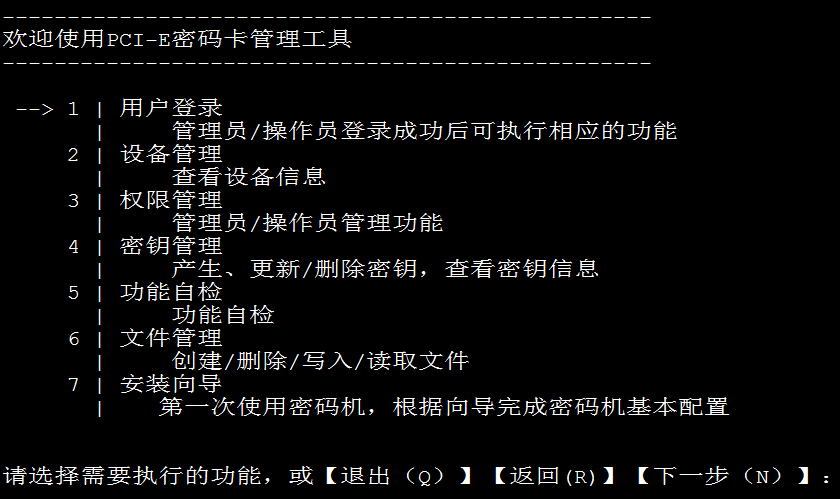 --------------------------------------------------
欢迎使用PCI-E密码卡管理工具
--------------------------------------------------
--> 1 | 用户登录
| 管理员/操作员登录成功后可执行相应的功能
2 | 设备管理
| 查看设备信息
3 | 权限管理
| 管理员/操作员管理功能
4 | 密钥管理
| 产生、更新/删除密钥,查看密钥信息
5 | 功能自检
| 功能自检
6 | 文件管理
| 创建/删除/写入/读取文件
7 | 安装向导
| 第一次使用密码机,根据向导完成密码机基本配置
请选择需要执行的功能,或【退出（Q）】【返回(R)】【下一步（N）】: